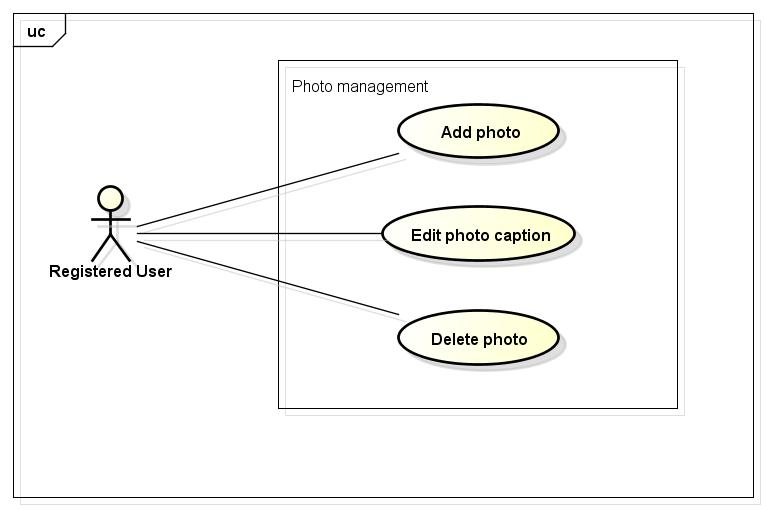 uc
Photo management
Add photo
Edit photo caption
Registered User
Delete photo